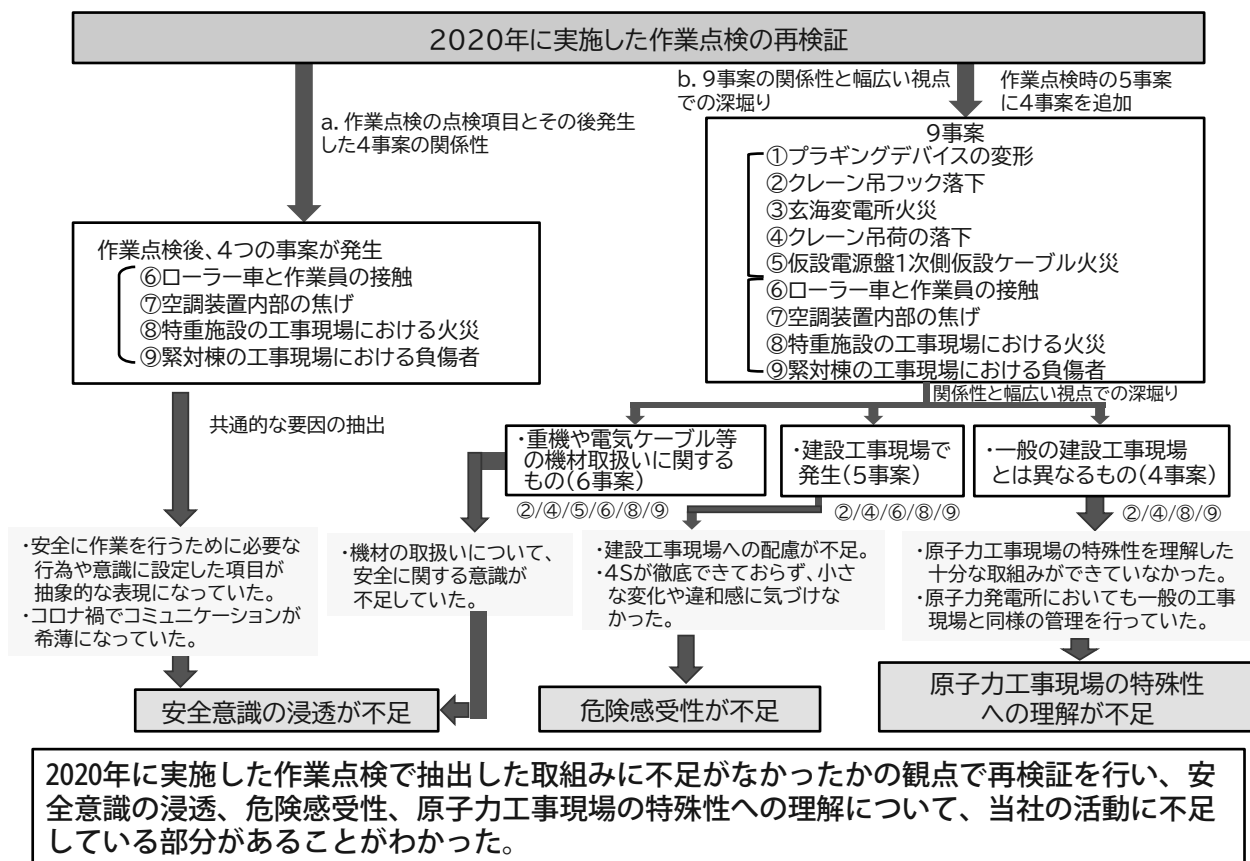 2020年に実施した作業点検の再検証
a. 作業点検の点検項目とその後発生
した4事案の関係性
b. 9事案の関係性と幅広い視点
での深堀り
作業点検時の5事案
に4事案を追加
作業点検後、4つの事案が発生
⑥ローラー車と作業員の接触
⑦空調装置内部の焦げ
⑧特重施設の工事現場における火災
⑨緊対棟の工事現場における負傷者
9事案
①プラギングデバイスの変形
②クレーン吊フック落下
③玄海変電所火災
④クレーン吊荷の落下
⑤仮設電源盤1次側仮設ケーブル火災
⑥ローラー車と作業員の接触
⑦空調装置内部の焦げ
⑧特重施設の工事現場における火災
⑨緊対棟の工事現場における負傷者
関係性と幅広い視点での深堀り
共通的な要因の抽出
・重機や電気ケーブル等
の機材取扱いに関する
もの(6事案)
②/④/⑤/⑥/⑧/⑨
・建設工事現場で
発生(5事案)
②/④/⑥/⑧/⑨
・一般の建設工事現場
とは異なるもの(4事案)
②/④/⑧/⑨
・安全に作業を行うために必要な
行為や意識に設定した項目が
抽象的な表現になっていた。
・コロナ禍でコミュニケーションが
希薄になっていた。
・機材の取扱いについて、
安全に関する意識が
不足していた。
・建設工事現場への配慮が不足。
・4Sが徹底できておらず、小さ
な変化や違和感に気づけな
かった。
・原子力工事現場の特殊性を理解した
十分な取組みができていなかった。
・原子力発電所においても一般の工事
現場と同様の管理を行っていた。
安全意識の浸透が不足
危険感受性が不足
原子力工事現場の特殊性
への理解が不足
2020年に実施した作業点検で抽出した取組みに不足がなかったかの観点で再検証を行い、安
全意識の浸透、危険感受性、原子力工事現場の特殊性への理解について、当社の活動に不足
している部分があることがわかった。